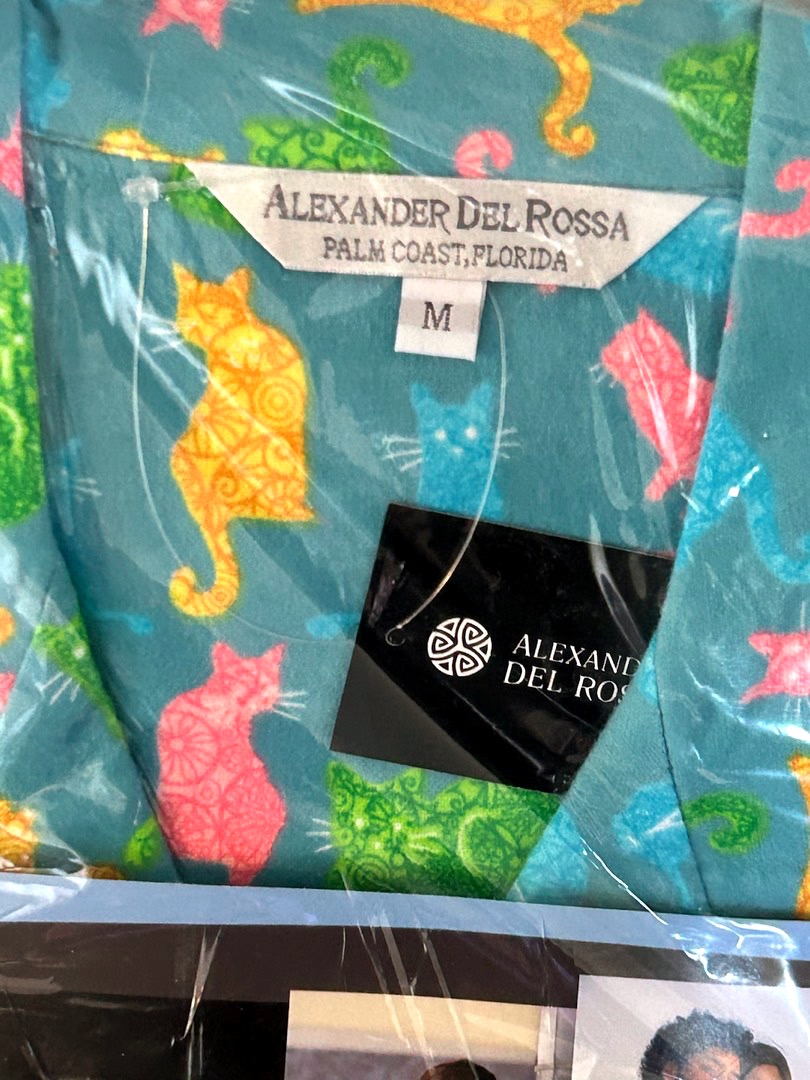 ALEXANDER DEL ROSSA
PALM COAST, FLORIDA
M
ALEXAND
DEL ROS